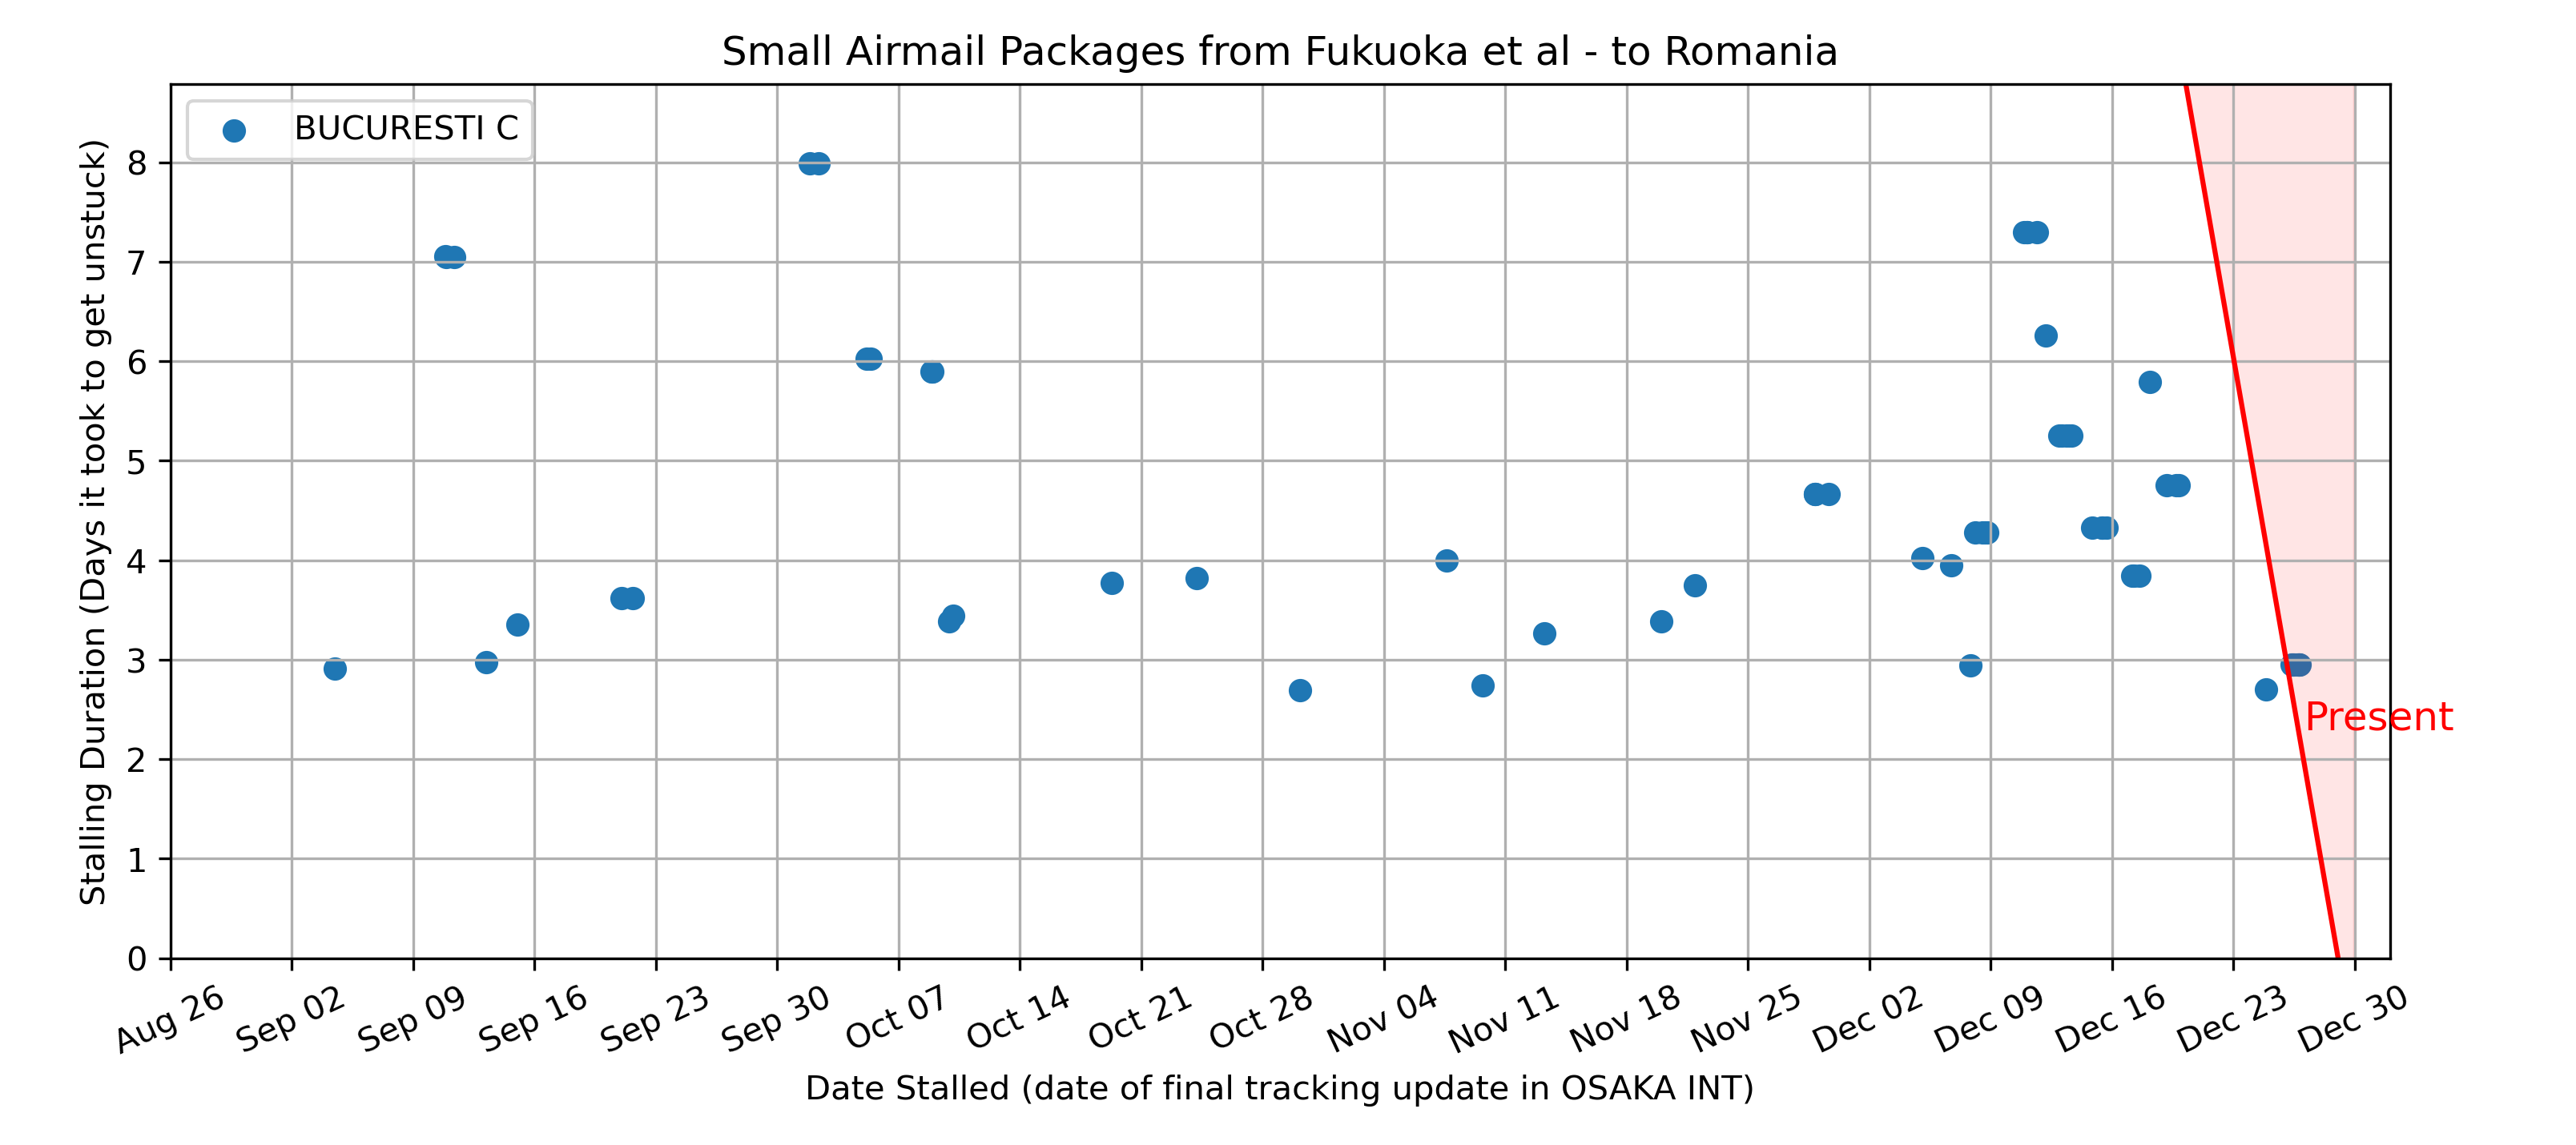 Small Airmail Packages from Fukuoka et al - to Romania
BUCURESTI C
Stalling Duration (Days it took to get unstuck)
8
7
6
5
4
3
2
1
0
Present
Aug 26
Sep 02
Sep 09
Sep 16
Sep 23
Sep 30
Oct 07
Oct 14
Oct 21
Oct 28
Nov 04
Nov 11
Nov 18
Nov 25
Dec 02
Dec 09
Dec 16
Dec 23
Dec 30
Date Stalled (date of final tracking update in OSAKA INT)